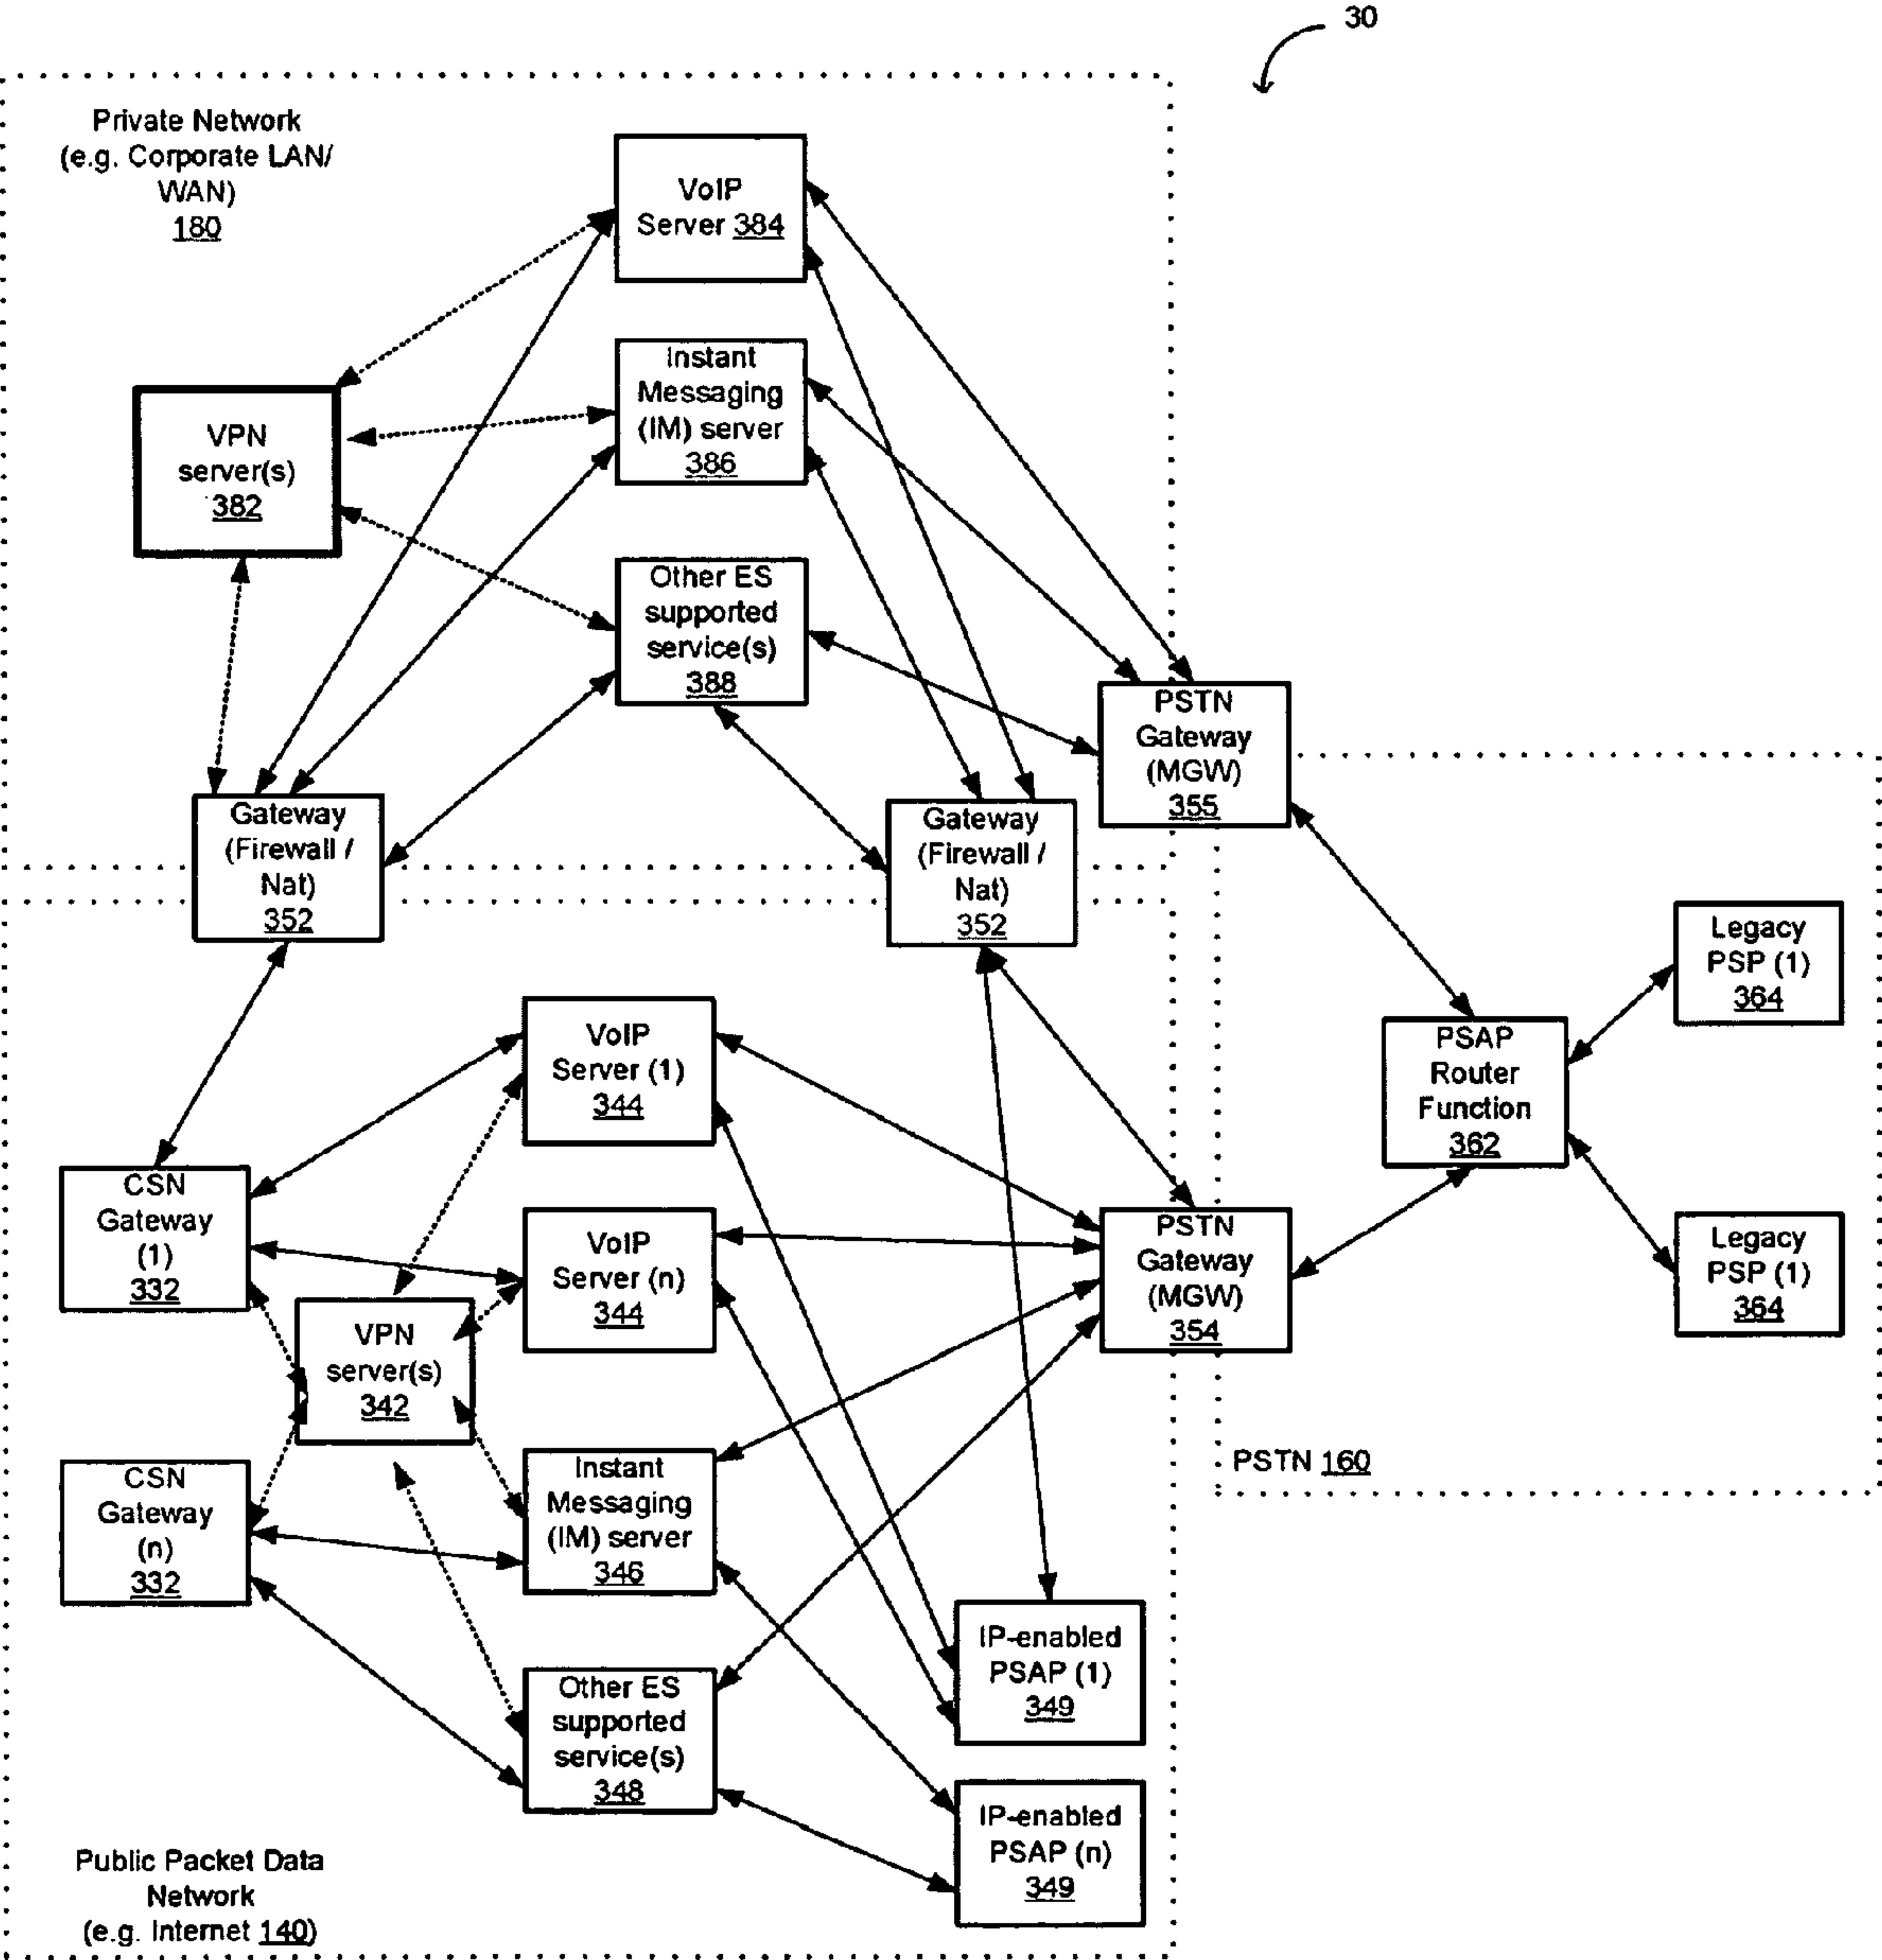 30
Private Network
(e.g. Corporate LAN/
WAN)
180
VoIP
Server 384
Instant
Messaging
(IM) server
386
VPN
server(s)
382
Other ES
supported
service(s)
388
PSTN
Gateway
(MGW)
355
Gateway
(Firewall /
Nat)
352
Gateway
(Firewall /
Nat)
352
Legacy
PSP (1)
364
VoIP
Server (1)
344
PSAP
Router
Function
362
CSN
Gateway
(1)
332
VoIP
Server (n)
344
PSTN
Gateway
(MGW)
354
Legacy
PSP (1)
364
VPN
server(s)
342
PSTN 160
CSN
Gateway
(n)
332
Instant
Messaging
(IM) server
346
IP-enabled
PSAP (1)
349
Other ES
supported
service(s)
348
IP-enabled
PSAP (n)
349
Public Packet Data
Network
(e.g. Internet 140)